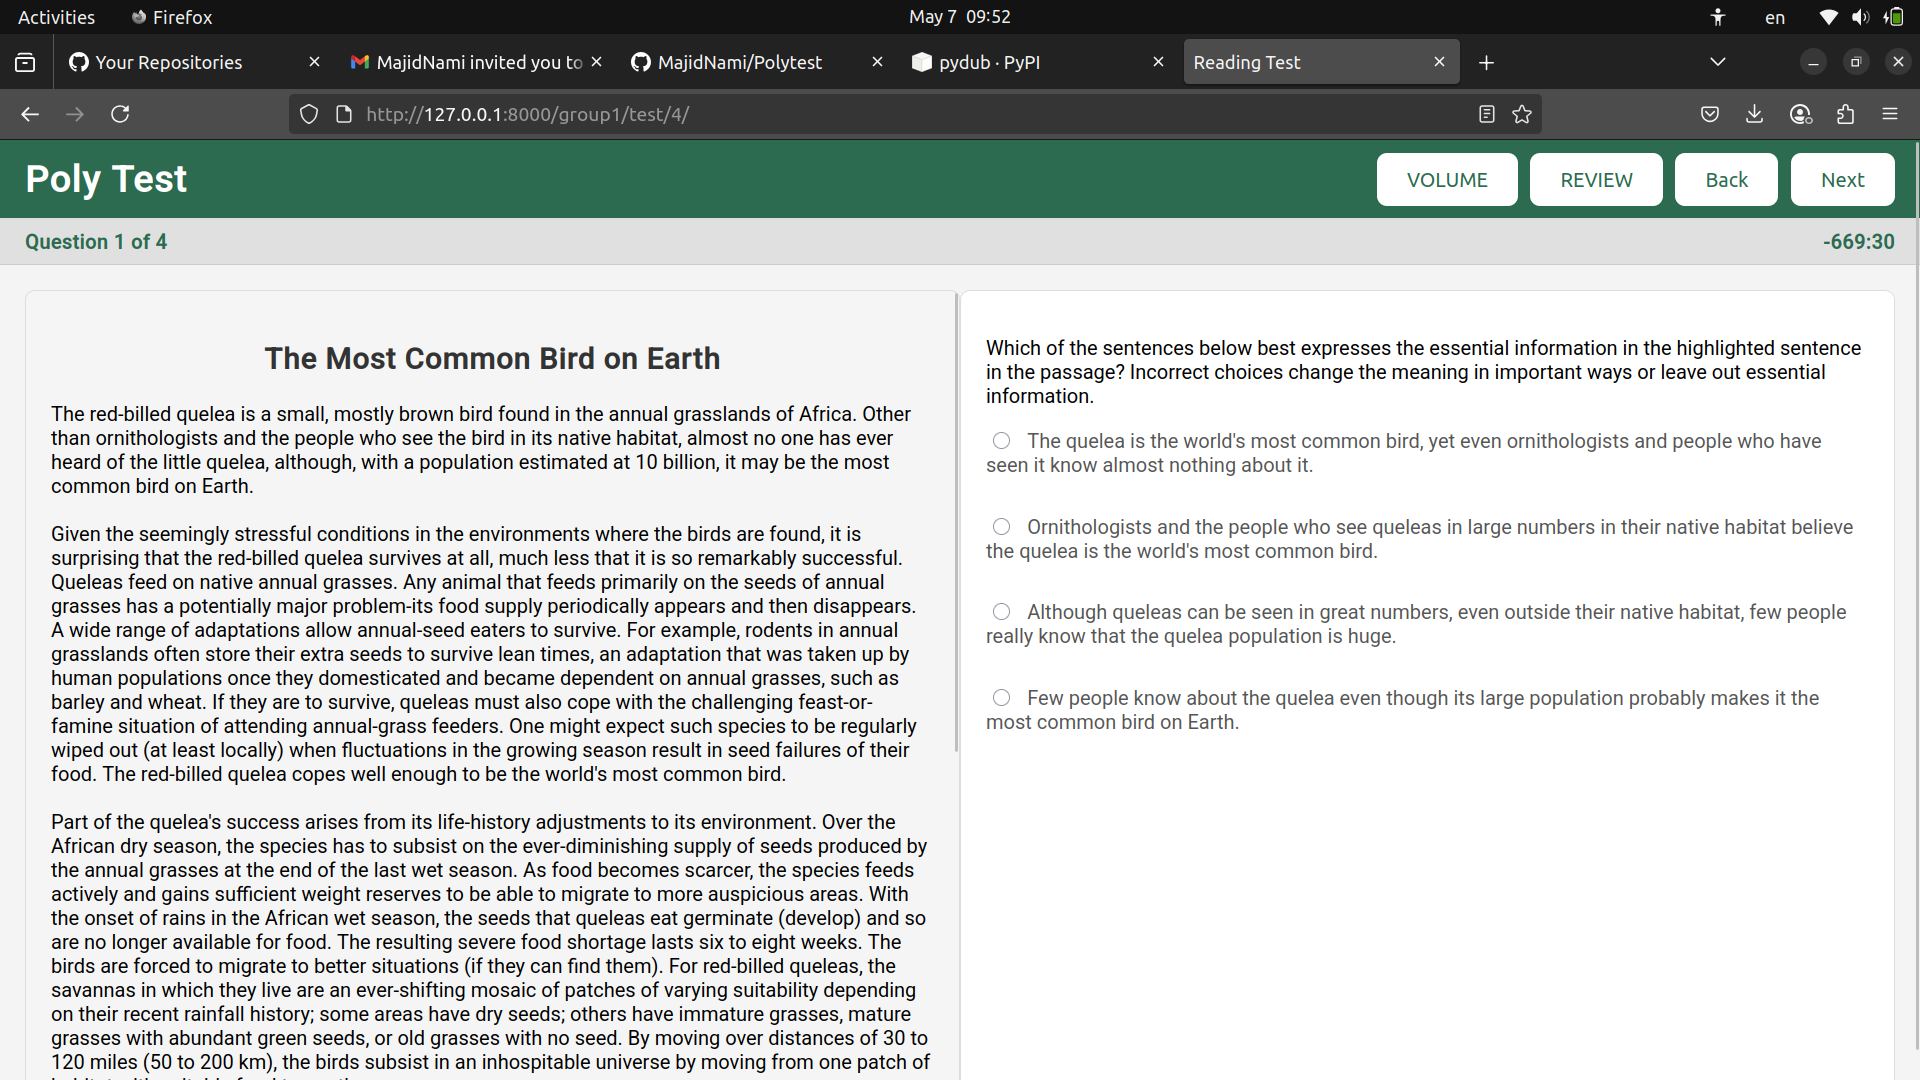 Activities
Firefox
May 7 09:52
en
Your Repositories
MajidNami invited you to
MajidNami/Polytest
pydub · PyPI
Reading Test
http://127.0.0.1:8000/group1/test/4/
Poly Test
VOLUME
REVIEW
Back
Next
Question 1 of 4
-669:30
The Most Common Bird on Earth
The red-billed quelea is a small, mostly brown bird found in the annual grasslands of Africa. Other
than ornithologists and the people who see the bird in its native habitat, almost no one has ever
heard of the little quelea, although, with a population estimated at 10 billion, it may be the most
common bird on Earth.
Given the seemingly stressful conditions in the environments where the birds are found, it is
surprising that the red-billed quelea survives at all, much less that it is so remarkably successful.
Queleas feed on native annual grasses. Any animal that feeds primarily on the seeds of annual
grasses has a potentially major problem-its food supply periodically appears and then disappears.
A wide range of adaptations allow annual-seed eaters to survive. For example, rodents in annual
grasslands often store their extra seeds to survive lean times, an adaptation that was taken up by
human populations once they domesticated and became dependent on annual grasses, such as
barley and wheat. If they are to survive, queleas must also cope with the challenging feast-or-
famine situation of attending annual-grass feeders. One might expect such species to be regularly
wiped out (at least locally) when fluctuations in the growing season result in seed failures of their
food. The red-billed quelea copes well enough to be the world's most common bird.
Part of the quelea's success arises from its life-history adjustments to its environment. Over the
African dry season, the species has to subsist on the ever-diminishing supply of seeds produced by
the annual grasses at the end of the last wet season. As food becomes scarcer, the species feeds
actively and gains sufficient weight reserves to be able to migrate to more auspicious areas. With
the onset of rains in the African wet season, the seeds that queleas eat germinate (develop) and so
are no longer available for food. The resulting severe food shortage lasts six to eight weeks. The
birds are forced to migrate to better situations (if they can find them). For red-billed queleas, the
savannas in which they live are an ever-shifting mosaic of patches of varying suitability depending
on their recent rainfall history; some areas have dry seeds; others have immature grasses, mature
grasses with abundant green seeds, or old grasses with no seed. By moving over distances of 30 to
120 miles (50 to 200 km), the birds subsist in an inhospitable universe by moving from one patch of
Which of the sentences below best expresses the essential information in the highlighted sentence
in the passage? Incorrect choices change the meaning in important ways or leave out essential
information.
The quelea is the world's most common bird, yet even ornithologists and people who have
seen it know almost nothing about it.
Ornithologists and the people who see queleas in large numbers in their native habitat believe
the quelea is the world's most common bird.
Although queleas can be seen in great numbers, even outside their native habitat, few people
really know that the quelea population is huge.
Few people know about the quelea even though its large population probably makes it the
most common bird on Earth.